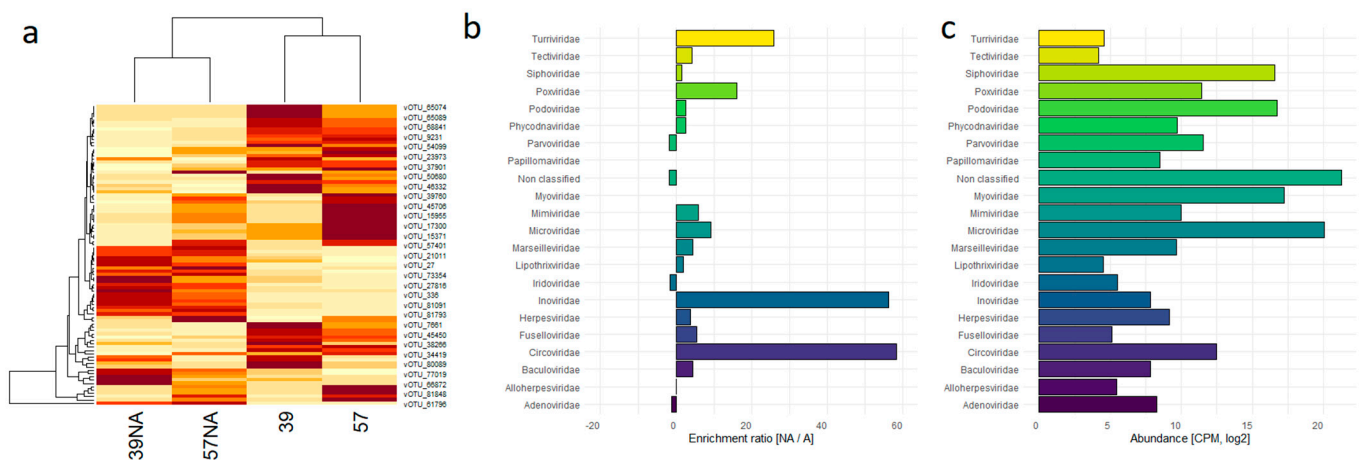 a
vOTU_65074
vOTU_65089
vOTU_68841
vOTU_9231
vOTU_54099
vOTU_23973
vOTU_37901
vOTU_50680
vOTU_46332
vOTU_39760
vOTU_45706
vOTU_15955
vOTU_17300
vOTU_15371
vOTU_57401
vOTU_21011
vOTU_27
vOTU_73354
vOTU_27816
vOTU_336
vOTU_81091
vOTU_81793
vOTU_7661
vOTU_45450
vOTU_38266
vOTU_34419
vOTU_80089
vOTU_77019
vOTU_66872
vOTU_81848
vOTU_61796
39NA
57NA
39
57
b
Turriviridae
Tectiviridae
Siphoviridae
Poxviridae
Podoviridae
Phycodnaviridae
Parvoviridae
Papillomaviridae
Non classified
Myoviridae
Mimiviridae
Microviridae
Marseilleviridae
Lipothrixviridae
Iridoviridae
Inoviridae
Herpesviridae
Fuselloviridae
Circoviridae
Baculoviridae
Alloherpesviridae
Adenoviridae
-20 0 20 40 60
Enrichment ratio [NA / A]
c
Turriviridae
Tectiviridae
Siphoviridae
Poxviridae
Podoviridae
Phycodnaviridae
Parvoviridae
Papillomaviridae
Non classified
Myoviridae
Mimiviridae
Microviridae
Marseilleviridae
Lipothrixviridae
Iridoviridae
Inoviridae
Herpesviridae
Fuselloviridae
Circoviridae
Baculoviridae
Alloherpesviridae
Adenoviridae
0 5 10 15 20
Abundance [CPM, log2]